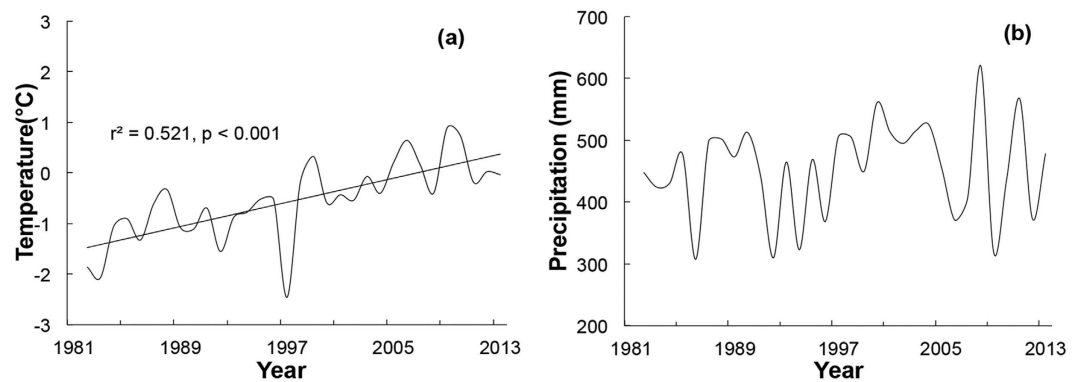 3
2
1
0
-1
-2
-3
Temperature(°C)
(a)
r² = 0.521, p < 0.001
1981 1989 1997 2005 2013
Year
700
600
500
400
300
200
Precipitation (mm)
(b)
1981 1989 1997 2005 2013
Year